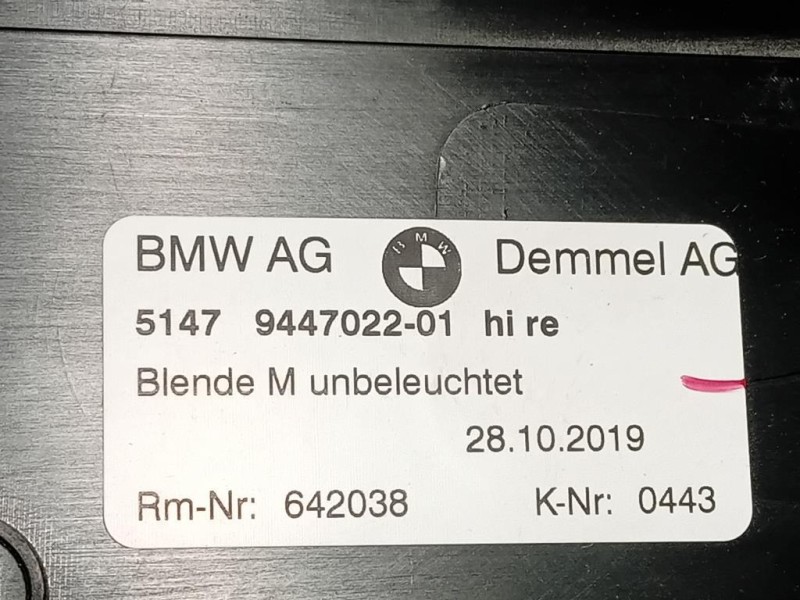 BMW AG BMW Demmel AG
5147 9447022-01 hi re
Blende M unbeleuchtet
28.10.2019
Rm-Nr: 642038 K-Nr: 0443